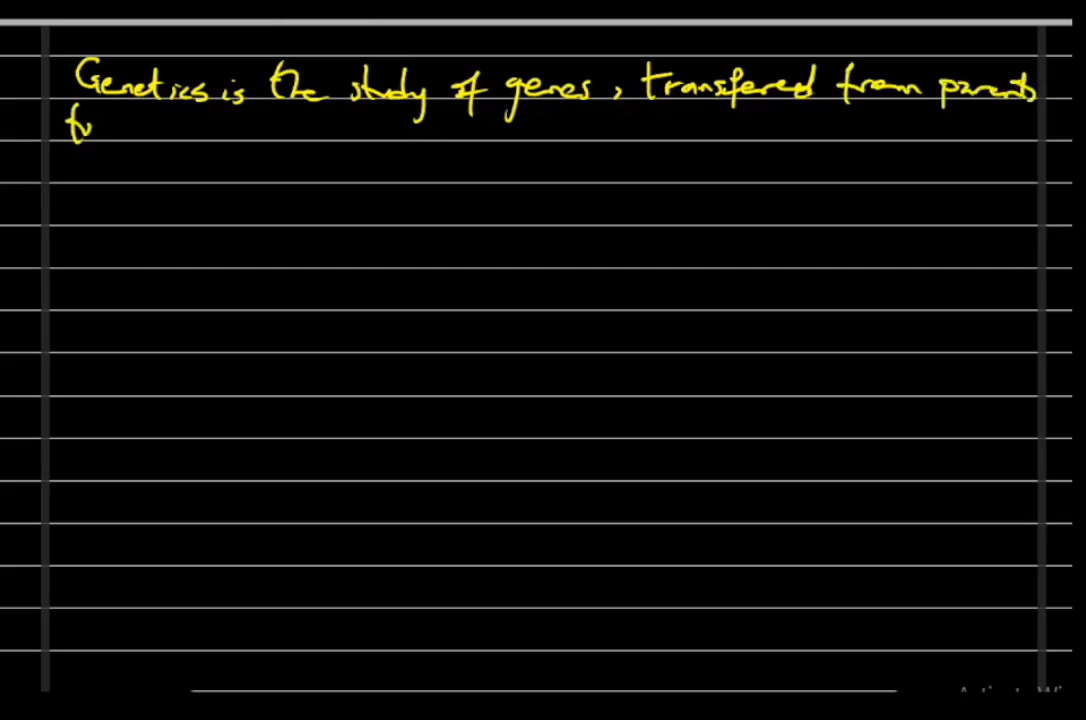 Genetics is the study of genes, transfered from parents
to